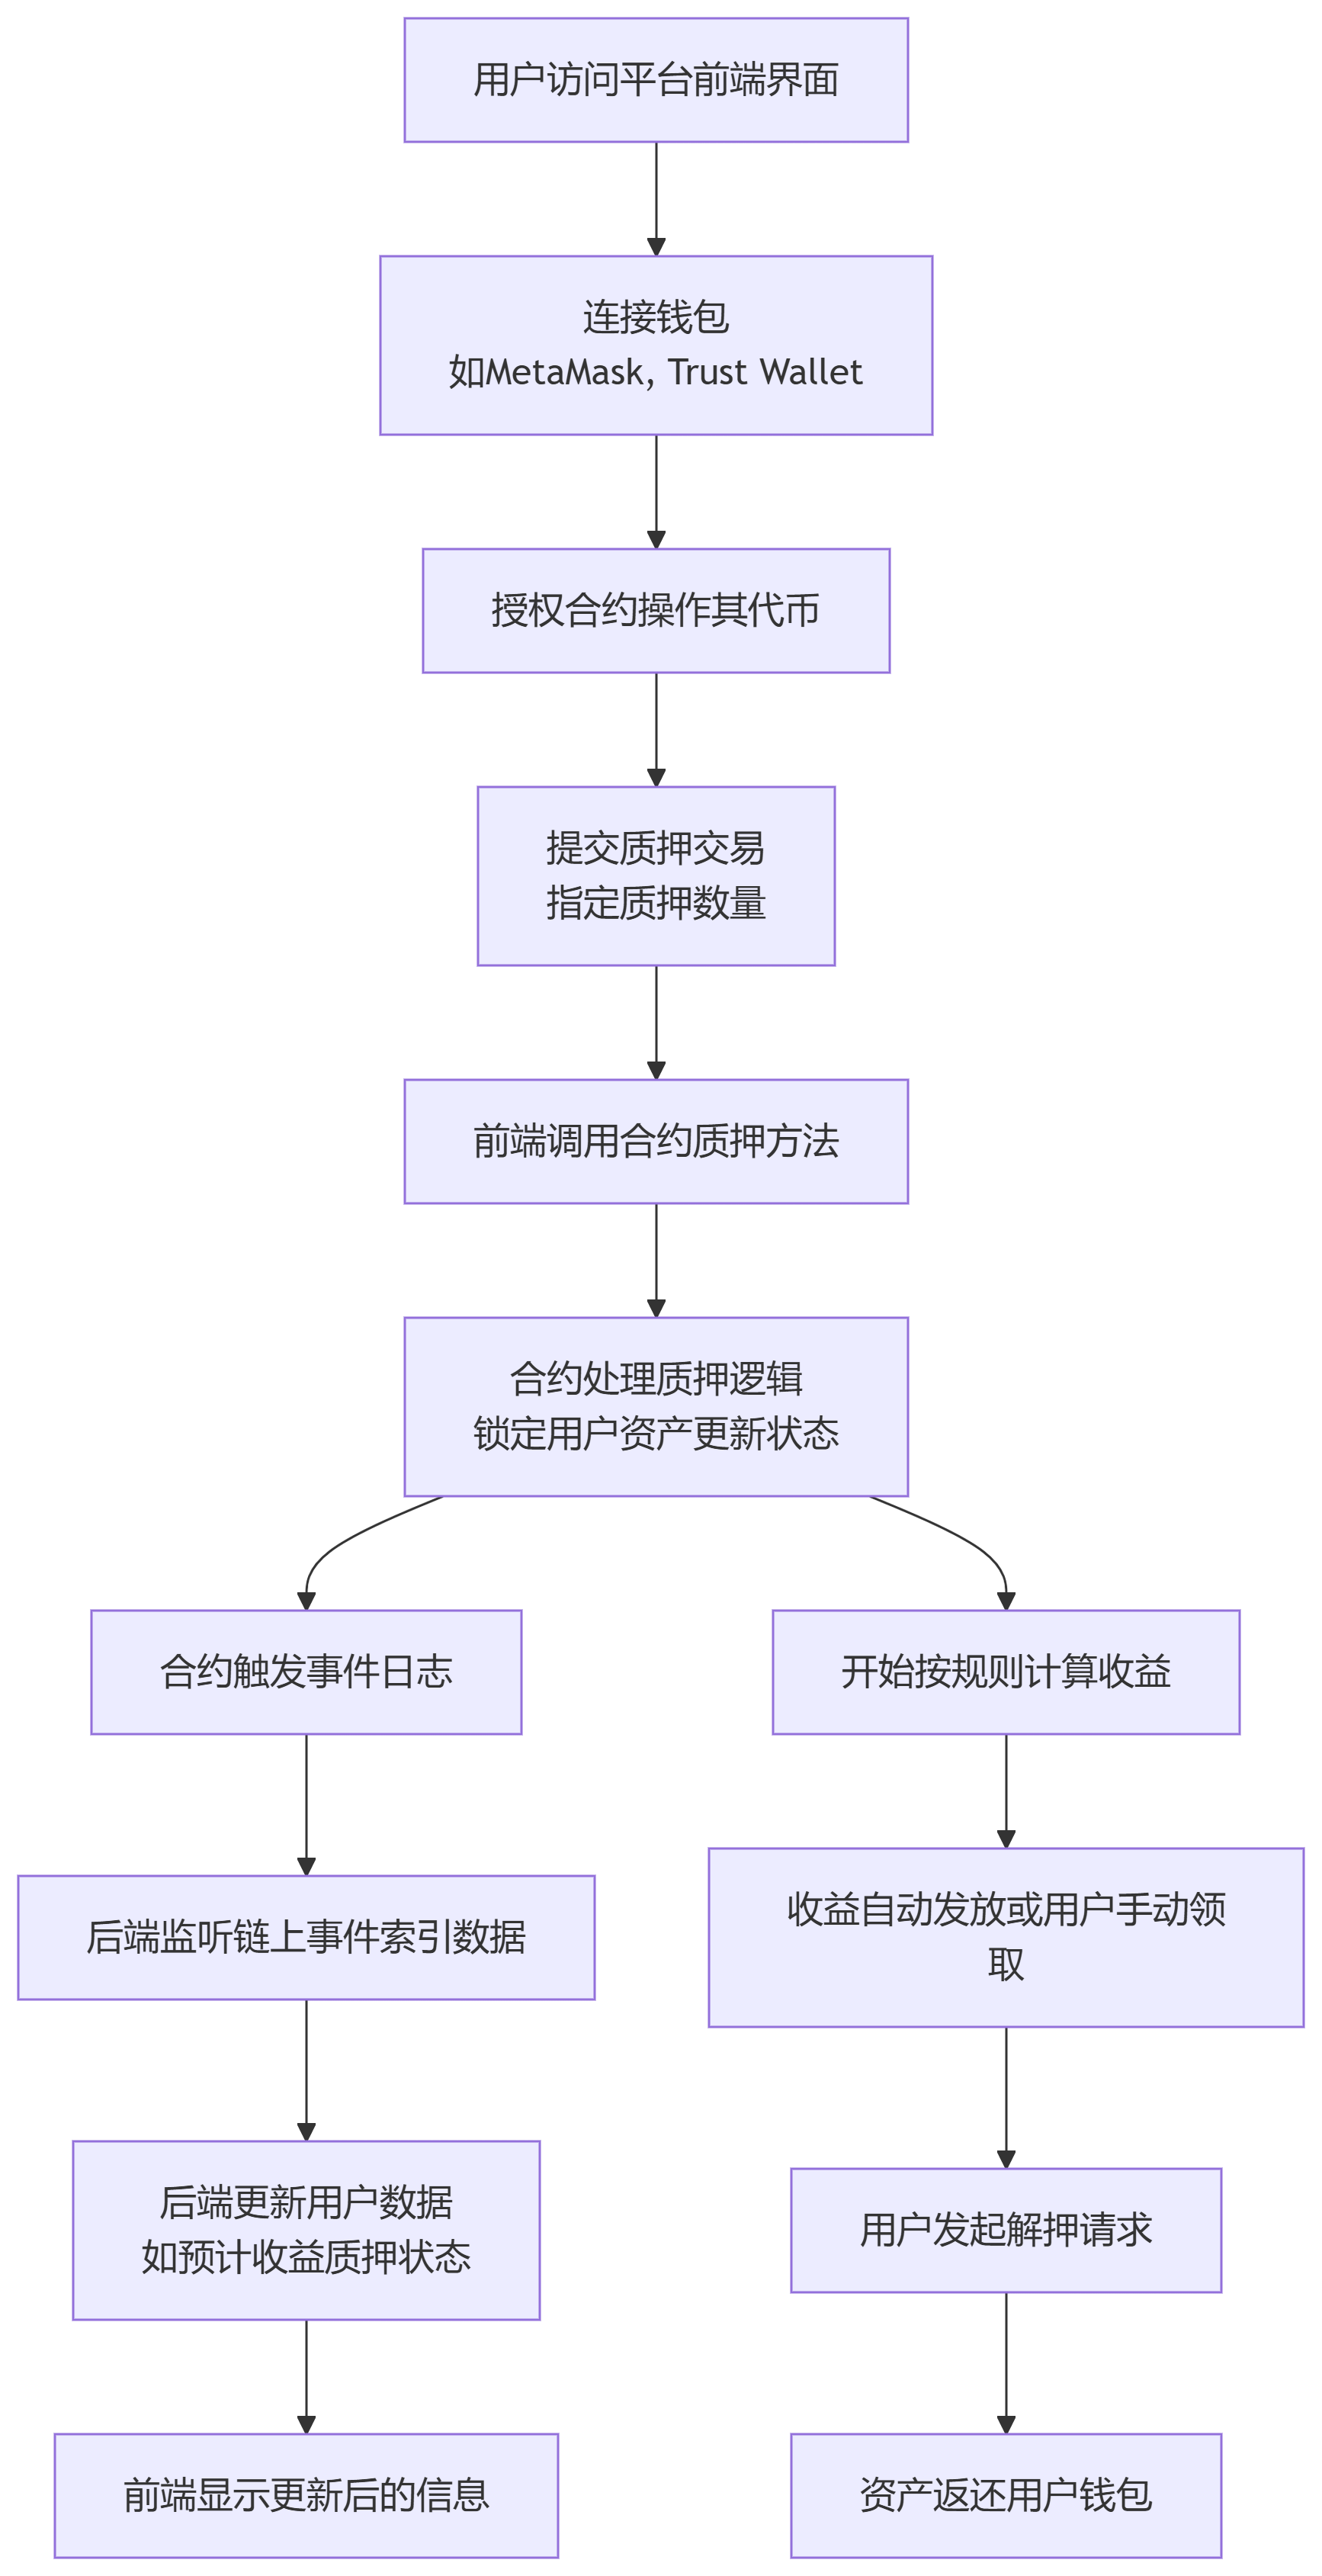 用户访问平台前端界面
连接钱包
如MetaMask, Trust Wallet
授权合约操作其代币
提交质押交易
指定质押数量
前端调用合约质押方法
合约处理质押逻辑
锁定用户资产更新状态
合约触发事件日志
开始按规则计算收益
后端监听链上事件索引数据
收益自动发放或用户手动领
取
后端更新用户数据
如预计收益质押状态
用户发起解押请求
前端显示更新后的信息
资产返还用户钱包